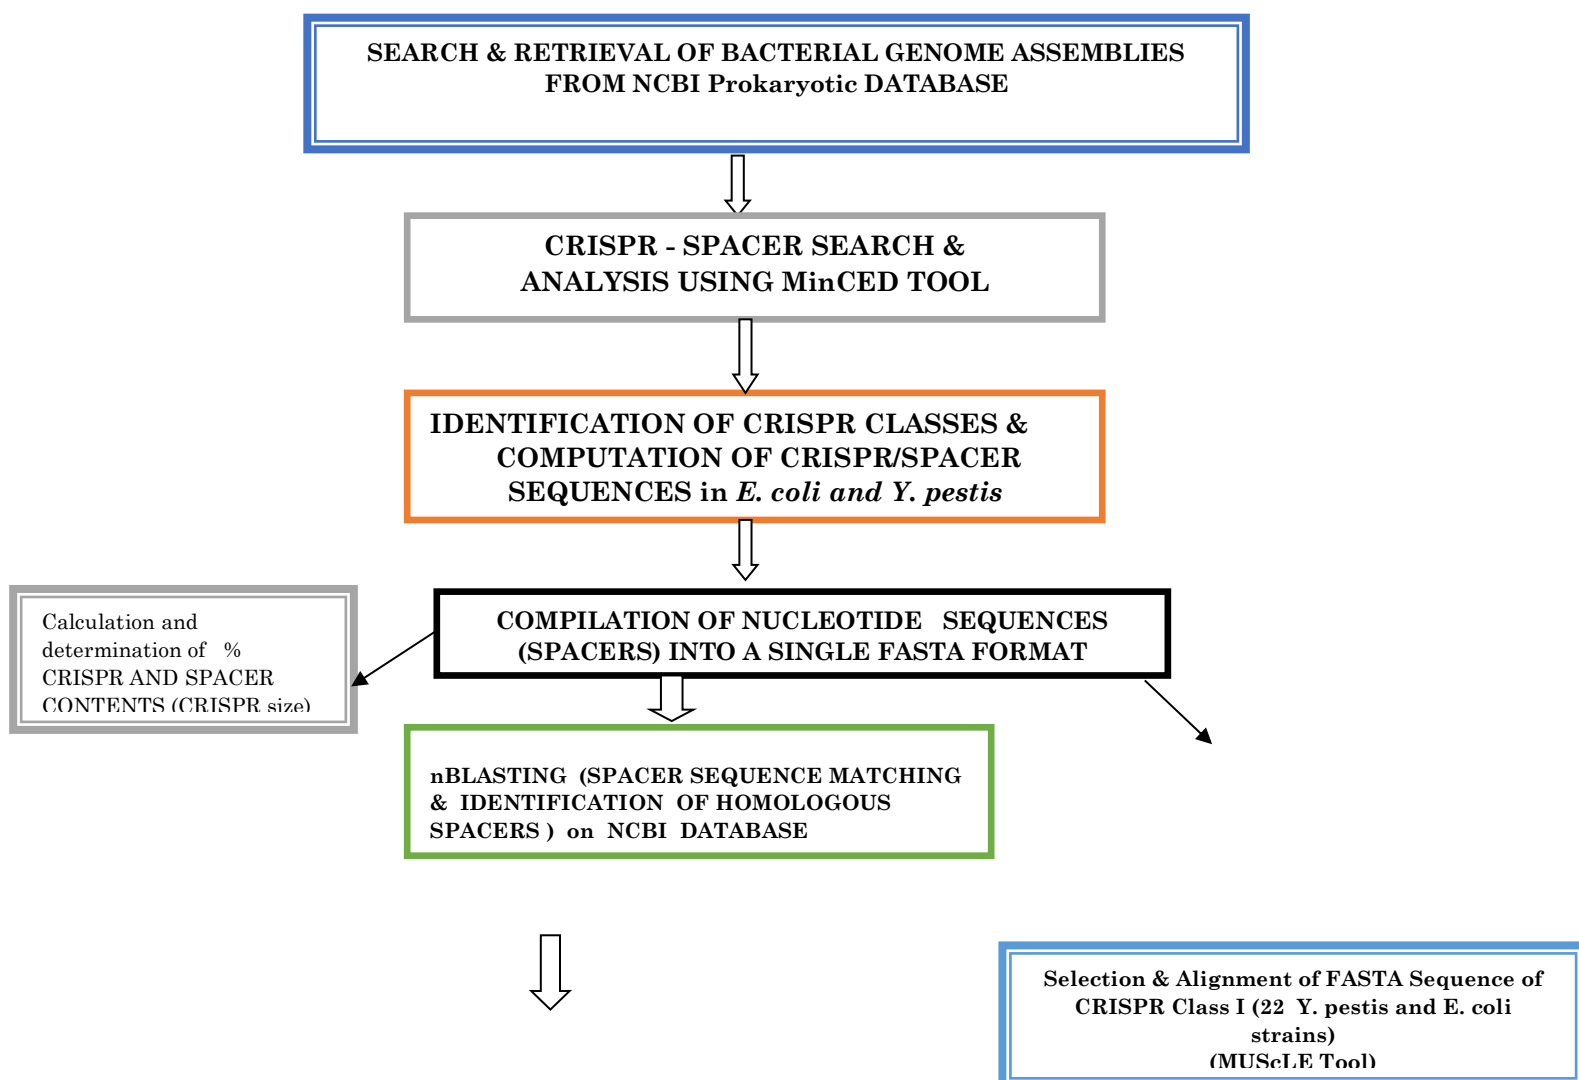 SEARCH & RETRIEVAL OF BACTERIAL GENOME ASSEMBLIES
FROM NCBI Prokaryotic DATABASE
CRISPR - SPACER SEARCH &
ANALYSIS USING MinCED TOOL
IDENTIFICATION OF CRISPR CLASSES &
COMPUTATION OF CRISPR/SPACER
SEQUENCES in E. coli and Y. pestis
Calculation and
determination of %
CRISPR AND SPACER
CONTENTS (CRISPR size)
COMPILATION OF NUCLEOTIDE SEQUENCES
(SPACERS) INTO A SINGLE FASTA FORMAT
nBLASTING (SPACER SEQUENCE MATCHING
& IDENTIFICATION OF HOMOLOGOUS
SPACERS ) on NCBI DATABASE
Selection & Alignment of FASTA Sequence of
CRISPR Class I (22 Y. pestis and E. coli
strains)
(MUScLE Tool)